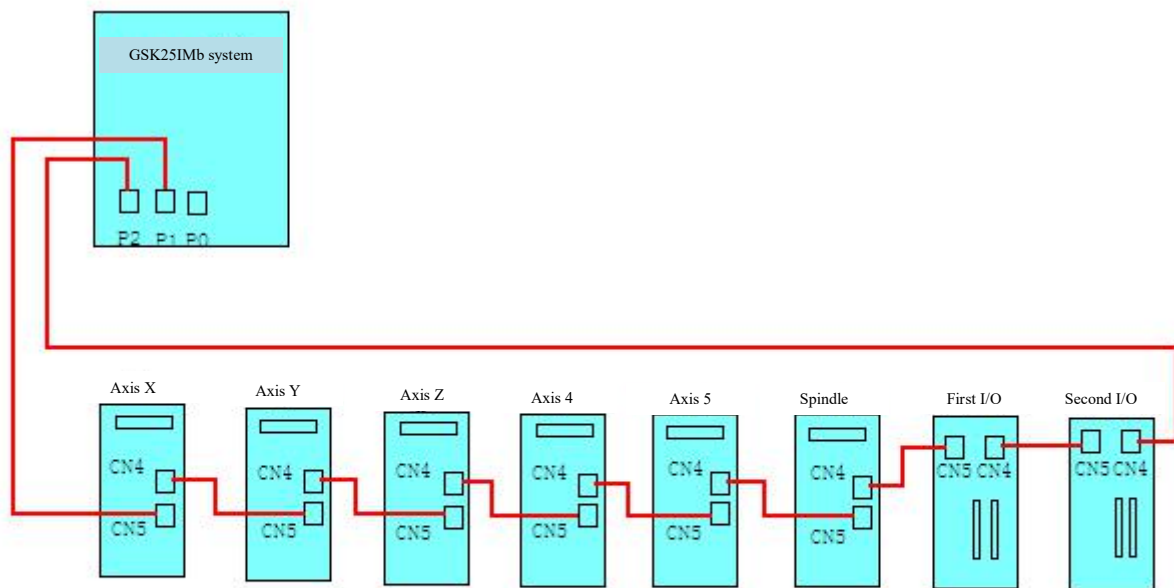 GSK25IMb system
P2 P1 P0
Axis X
Axis Y
Axis Z
Axis 4
Axis 5
Spindle
First I/O
Second I/O
CN4
CN5
CN4
CN5
CN4
CN5
CN4
CN5
CN4
CN5
CN4
CN5
CN5 CN4
CN5 CN4